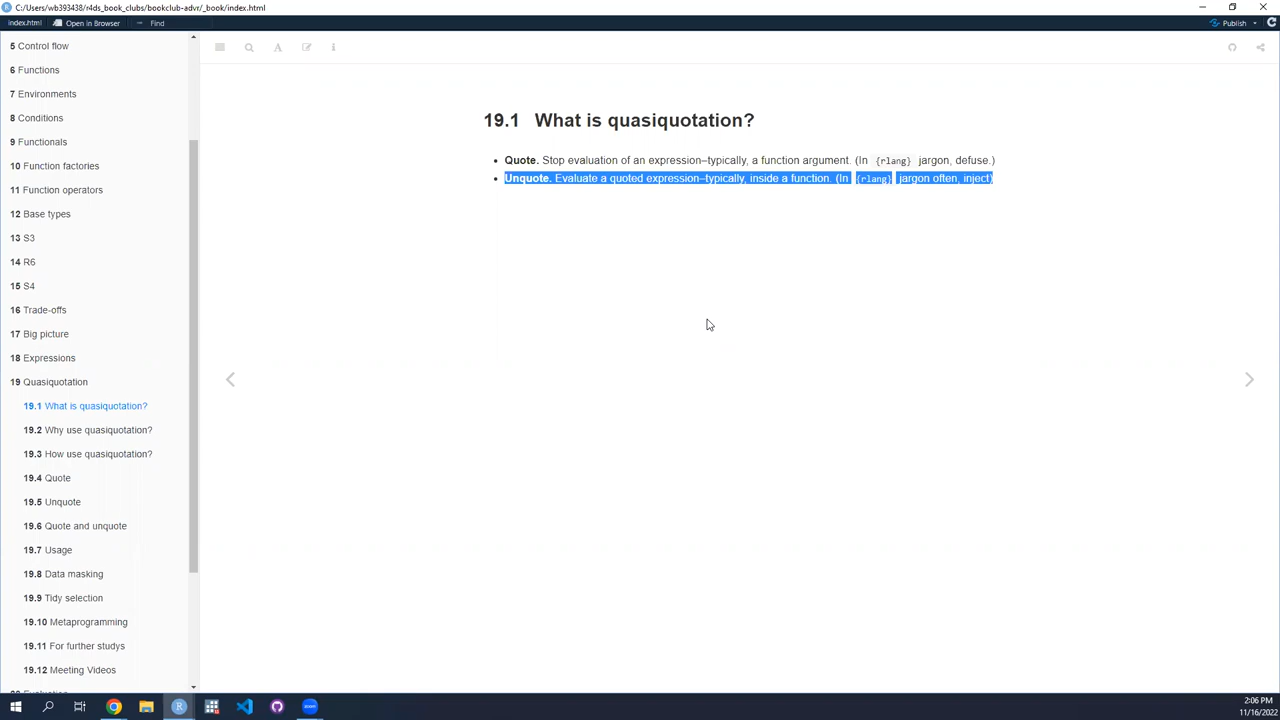 C:/Users/wb393438/r4ds_book_clubs/bookclub-advr/_book/index.html
index.html Open in Browser Find Publish
5 Control flow
6 Functions
7 Environments
8 Conditions
9 Functionals
10 Function factories
11 Function operators
12 Base types
13 S3
14 R6
15 S4
16 Trade-offs
17 Big picture
18 Expressions
19 Quasiquotation
19.1 What is quasiquotation?
19.2 Why use quasiquotation?
19.3 How use quasiquotation?
19.4 Quote
19.5 Unquote
19.6 Quote and unquote
19.7 Usage
19.8 Data masking
19.9 Tidy selection
19.10 Metaprogramming
19.11 For further studys
19.12 Meeting Videos
19.1 What is quasiquotation?
• Quote. Stop evaluation of an expression–typically, a function argument. (In {rlang} jargon, defuse.)
• Unquote. Evaluate a quoted expression–typically, inside a function. (In {rlang} jargon often, inject)
zoom
2:06 PM
11/16/2022